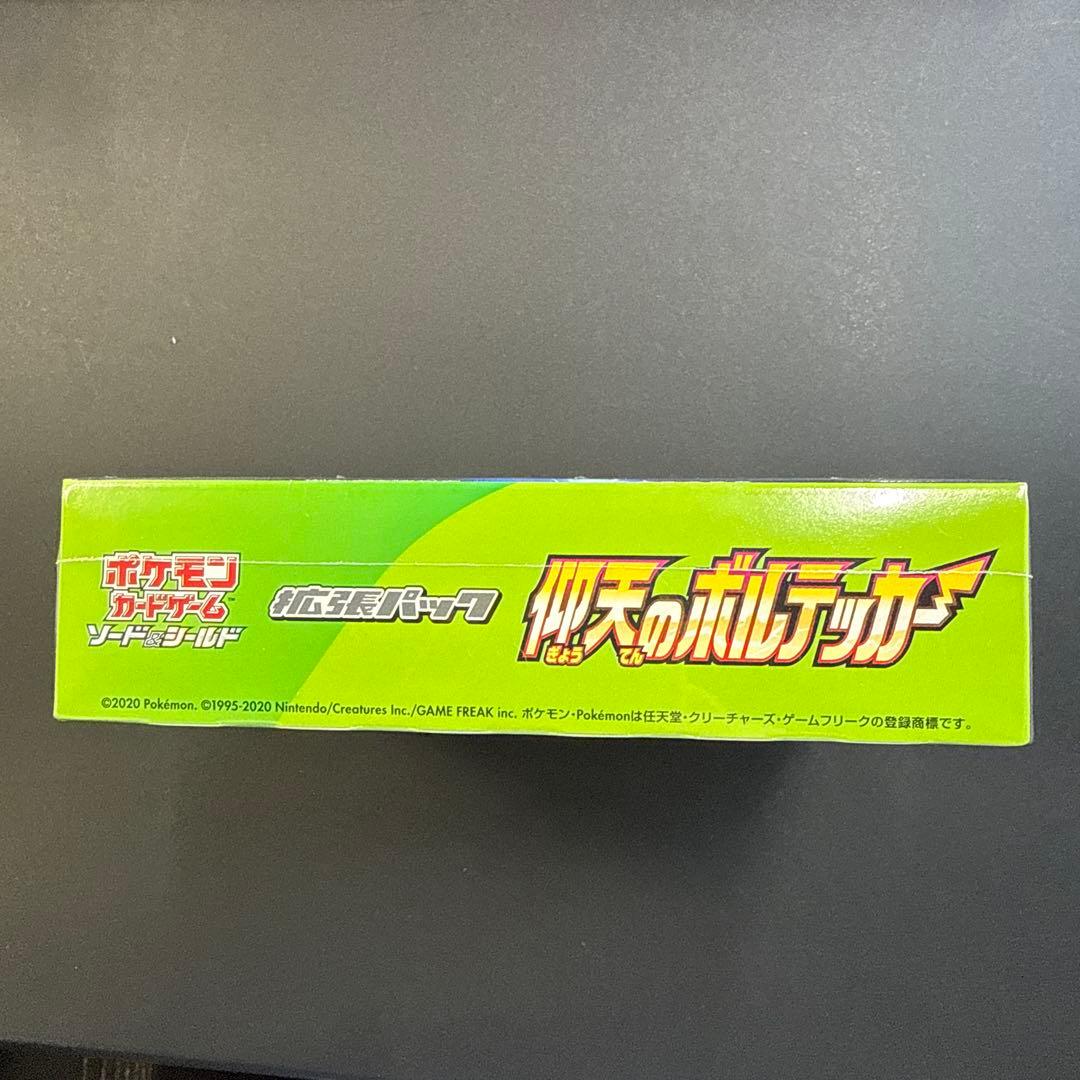 ポケモン
カードゲーム™
ソード&シールド
拡張パック
仰天のボルテッカー
ぎょう てん
©2020 Pokémon. ©1995-2020 Nintendo/Creatures Inc./GAME FREAK inc. ポケモン・Pokémonは任天堂・クリーチャーズ・ゲームフリークの登録商標です。